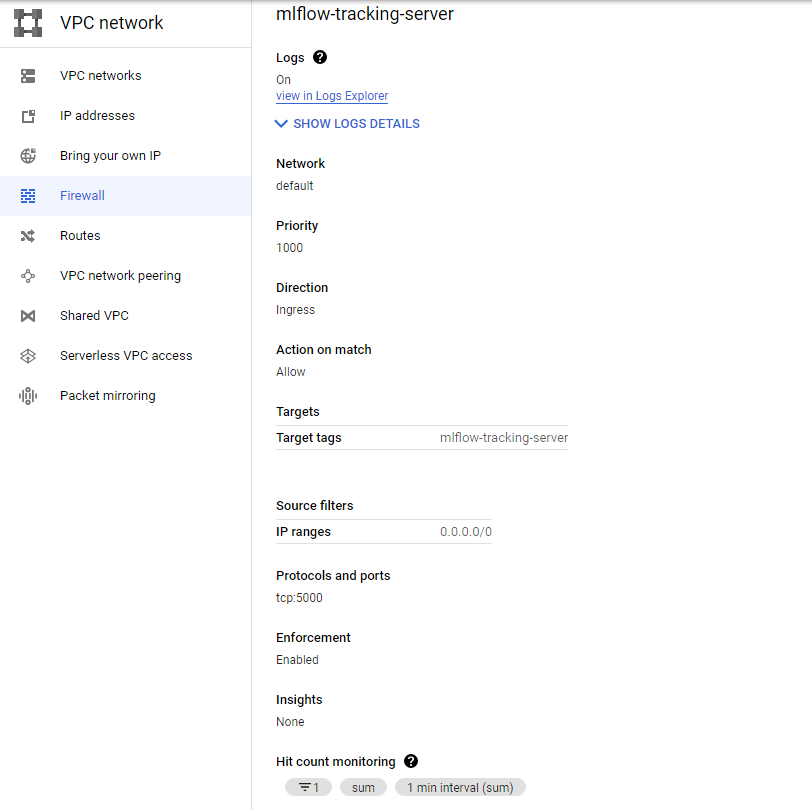 VPC network
VPC networks
IP addresses
Bring your own IP
Firewall
Routes
VPC network peering
Shared VPC
Serverless VPC access
Packet mirroring
mlflow-tracking-server
Logs ?
On
view in Logs Explorer
SHOW LOGS DETAILS
Network
default
Priority
1000
Direction
Ingress
Action on match
Allow
Targets
Target tags mlflow-tracking-server
Source filters
IP ranges 0.0.0.0/0
Protocols and ports
tcp:5000
Enforcement
Enabled
Insights
None
Hit count monitoring ?
1 sum 1 min interval (sum)